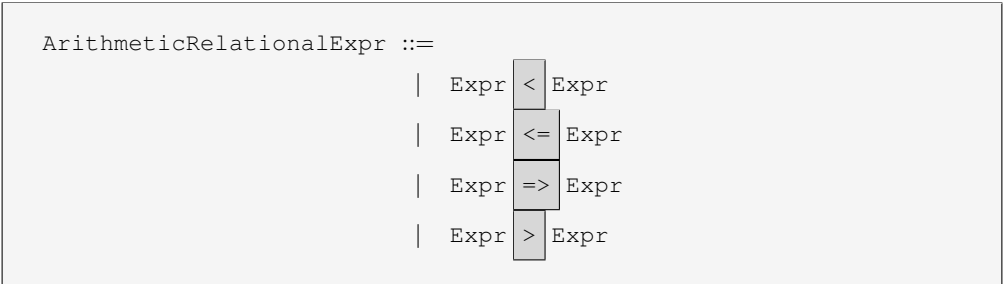 ArithmeticRelationalExpr ::=
| Expr < Expr
| Expr <= Expr
| Expr => Expr
| Expr > Expr